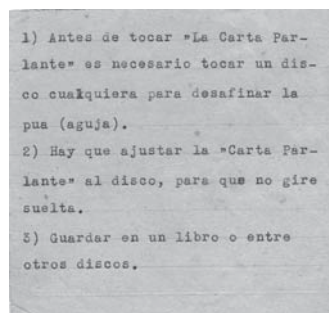 1) Antes de tocar "La Carta Par-
lante" es necesario tocar un dis-
co cualquiera para desafinar la
pua (aguja).
2) Hay que ajustar la "Carta Par-
lante" al disco, para que no gire
suelta.
3) Guardar en un libro o entre
otros discos.